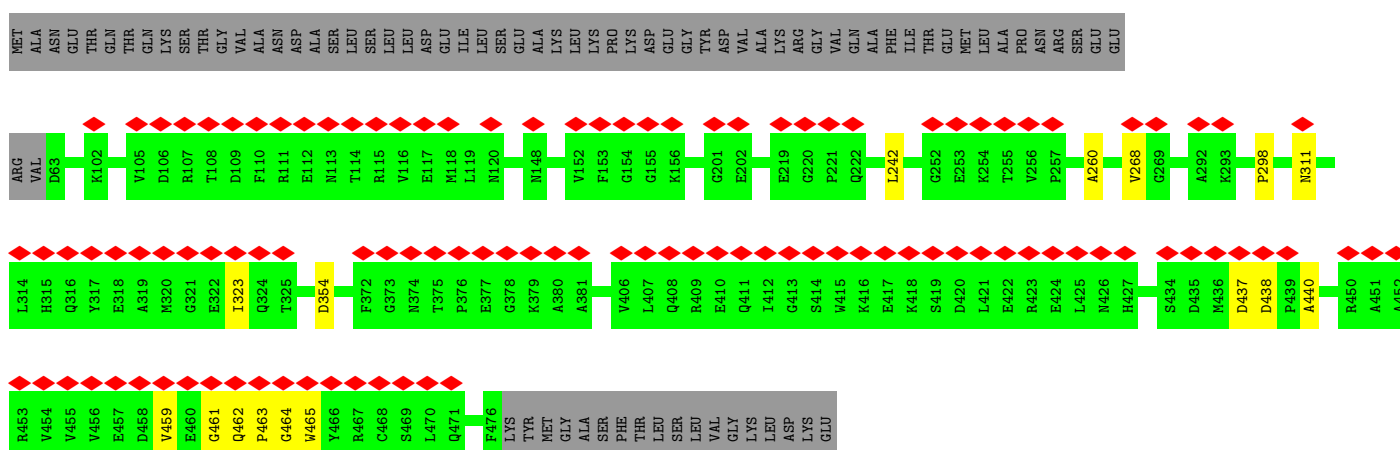 MET ALA ASN GLU THR GLN THR GLN LYS SER THR GLY VAL ALA ASN ASP ALA SER LEU SER LEU LEU ASP GLU ILE LEU SER GLU ALA LYS LEU LYS PRO LYS ASP GLU GLY TYR ASP VAL ALA LYS ARG GLY VAL GLN ALA PHE ILE THR GLU MET LEU ALA PRO ASN ARG SER GLU GLU
ARG VAL D63 K102 V105 D106 R107 T108 D109 F110 R111 E112 N113 T114 R115 V116 E117 M118 L119 N120 N148 V152 F153 G154 G155 K156 G201 E202 E219 G220 P221 Q222 L242 G252 E253 K254 T255 V256 P257 A260 V268 G269 A292 K293 P298 N311
L314 H315 Q316 Y317 E318 A319 M320 G321 E322 I323 Q324 T325 D354 F372 G373 N374 T375 P376 E377 G378 K379 A380 A381 V406 L407 Q408 R409 E410 Q411 I412 G413 S414 W415 K416 E417 K418 S419 D420 L421 E422 R423 E424 L425 N426 H427 S434 D435 M436 D437 D438 P439 A440 R450 A451 A452
R453 V454 V455 V456 E457 D458 V459 E460 G461 Q462 P463 G464 W465 Y466 R467 C468 S469 L470 Q471 F476 LYS TYR MET GLY ALA SER PHE THR LEU SER LEU VAL GLY LYS LEU ASP LYS GLU